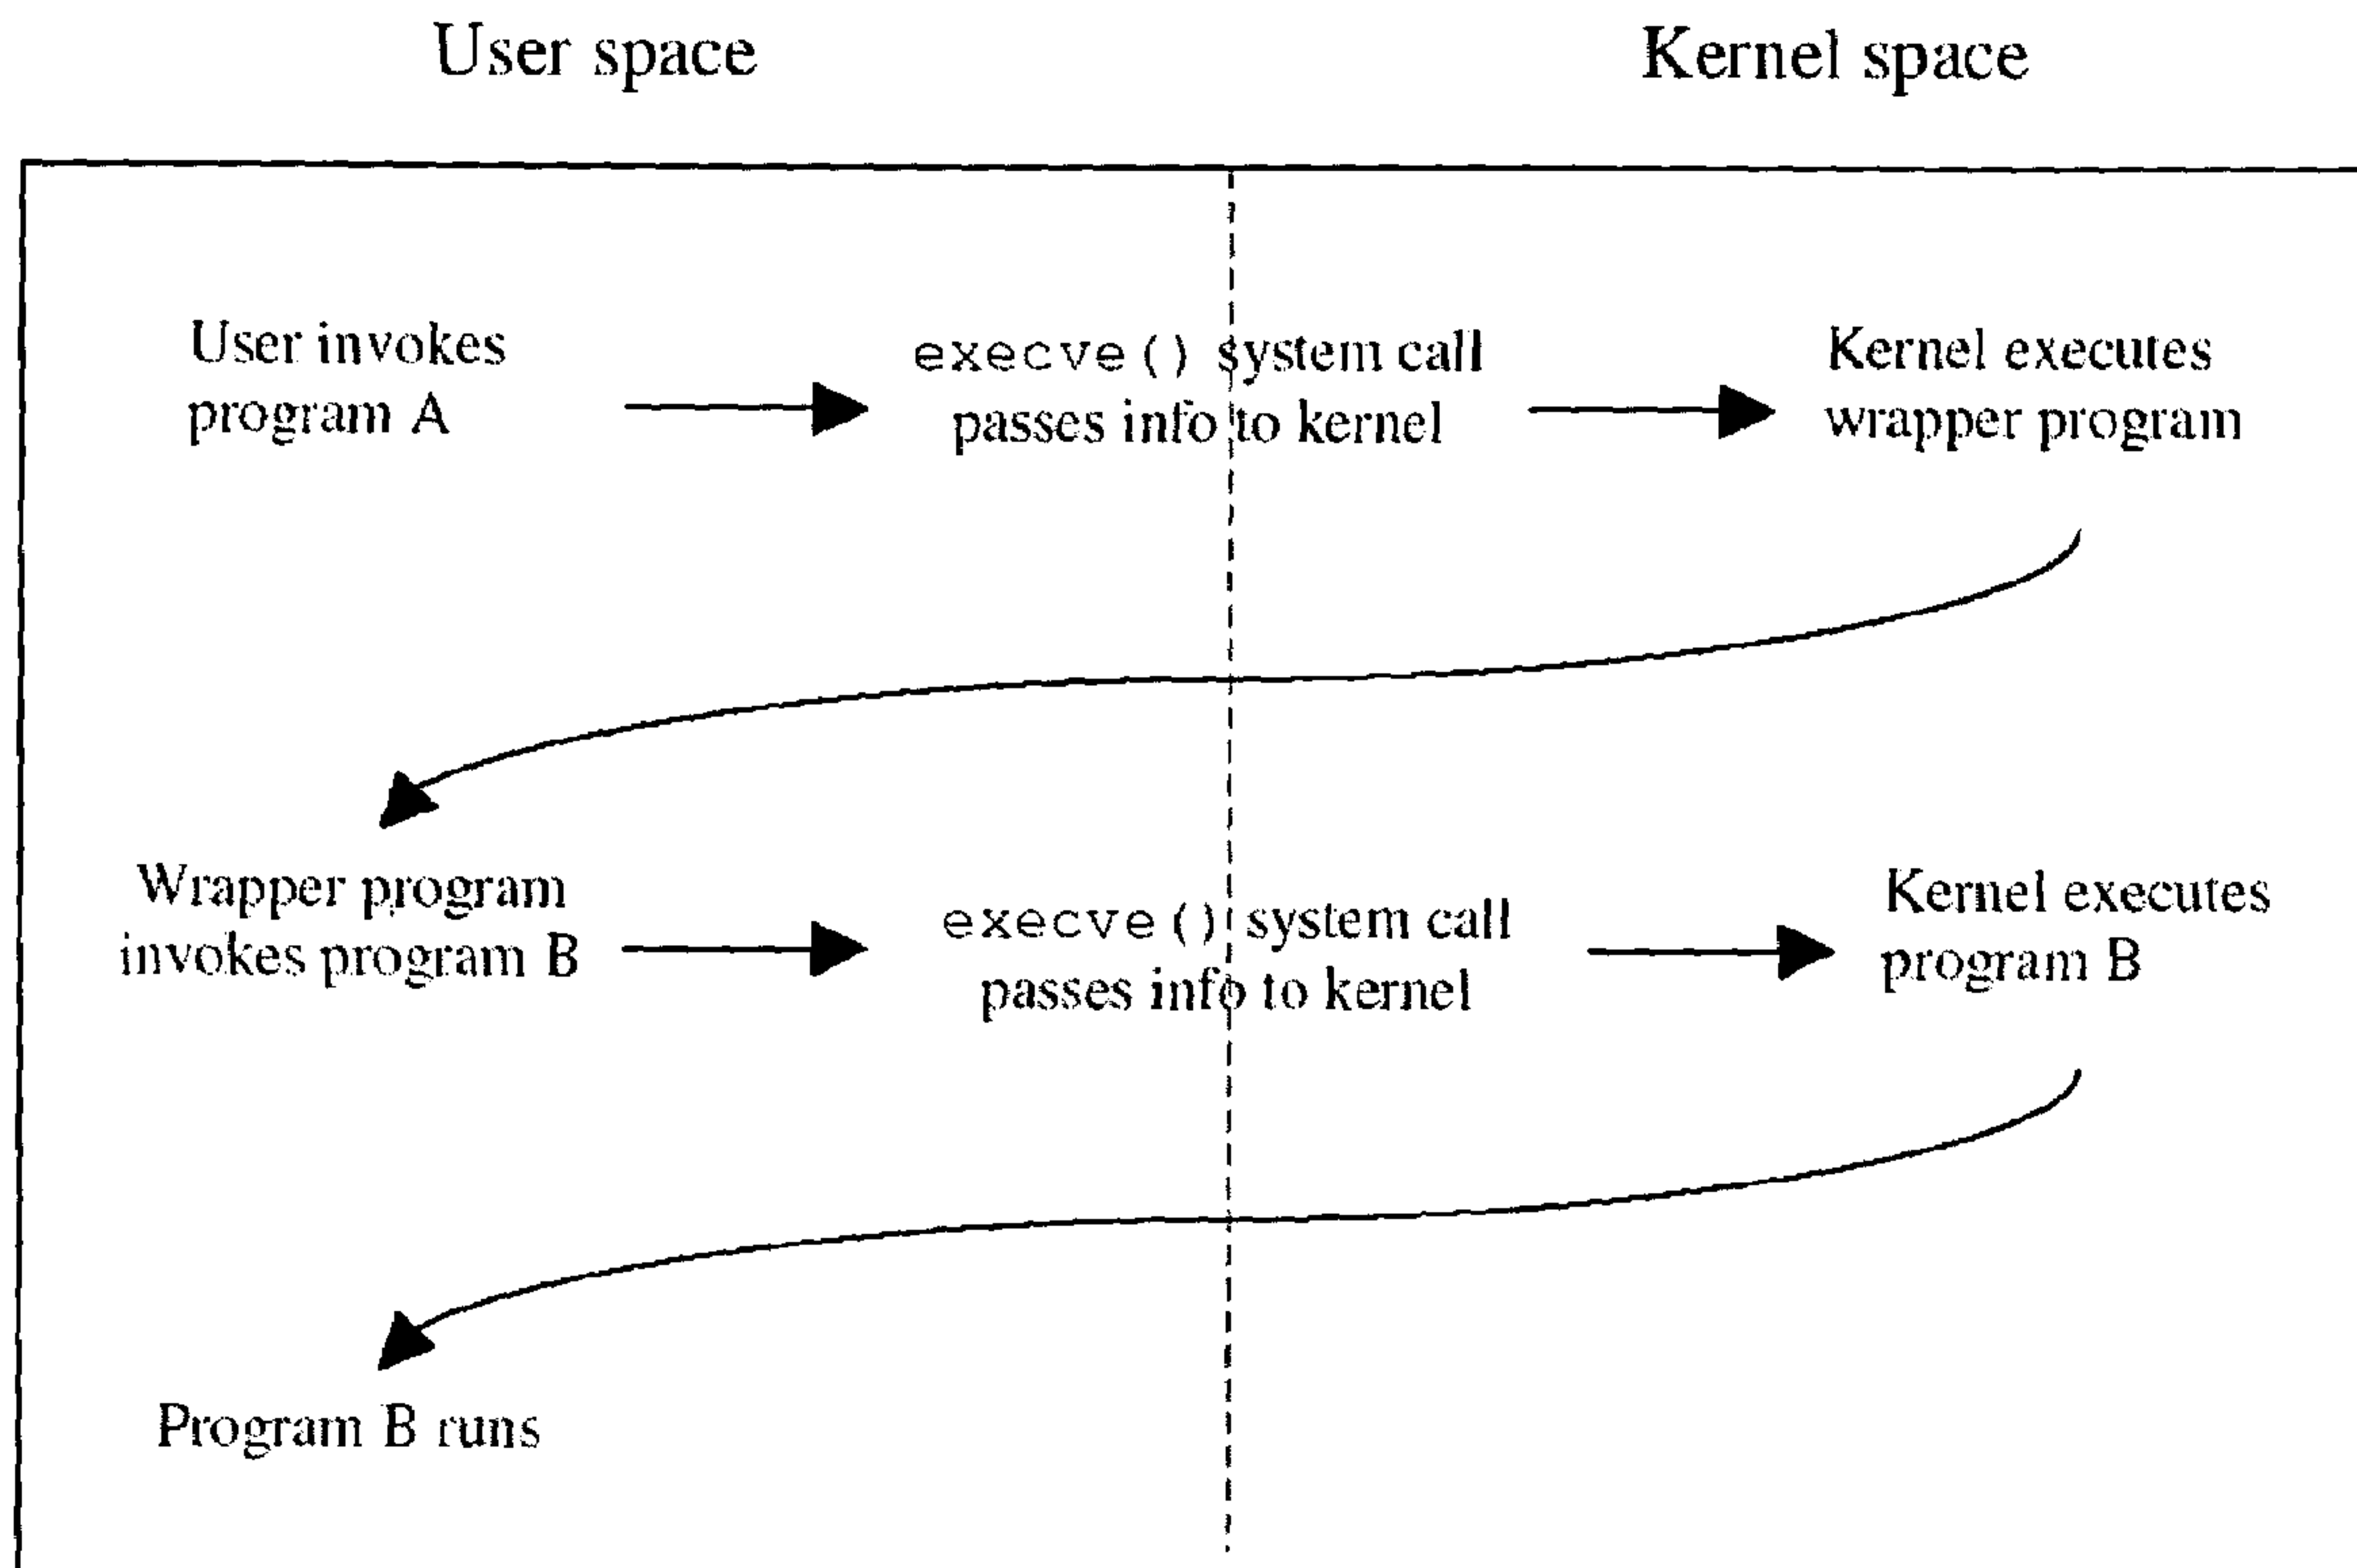 User space
Kernel space
User invokes
program A
execve() system call
passes info to kernel
Kernel executes
wrapper program
Wrapper program
invokes program B
execve() system call
passes info to kernel
Kernel executes
program B
Program B runs